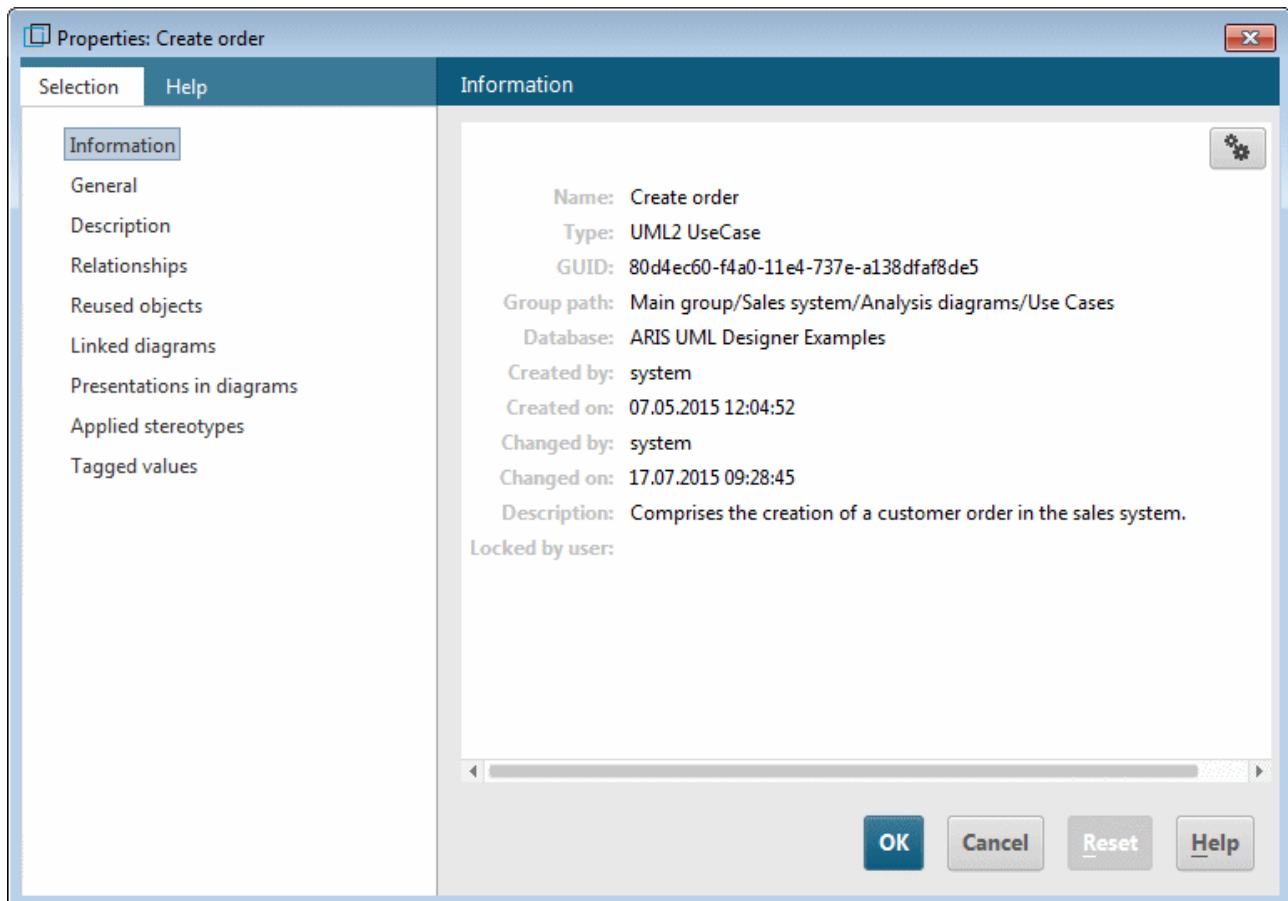 Properties: Create order
Selection Help
Information
Information
General
Description
Relationships
Reused objects
Linked diagrams
Presentations in diagrams
Applied stereotypes
Tagged values
Name: Create order
Type: UML2 UseCase
GUID: 80d4ec60-f4a0-11e4-737e-a138dfaf8de5
Group path: Main group/Sales system/Analysis diagrams/Use Cases
Database: ARIS UML Designer Examples
Created by: system
Created on: 07.05.2015 12:04:52
Changed by: system
Changed on: 17.07.2015 09:28:45
Description: Comprises the creation of a customer order in the sales system.
Locked by user:
OK Cancel Reset Help